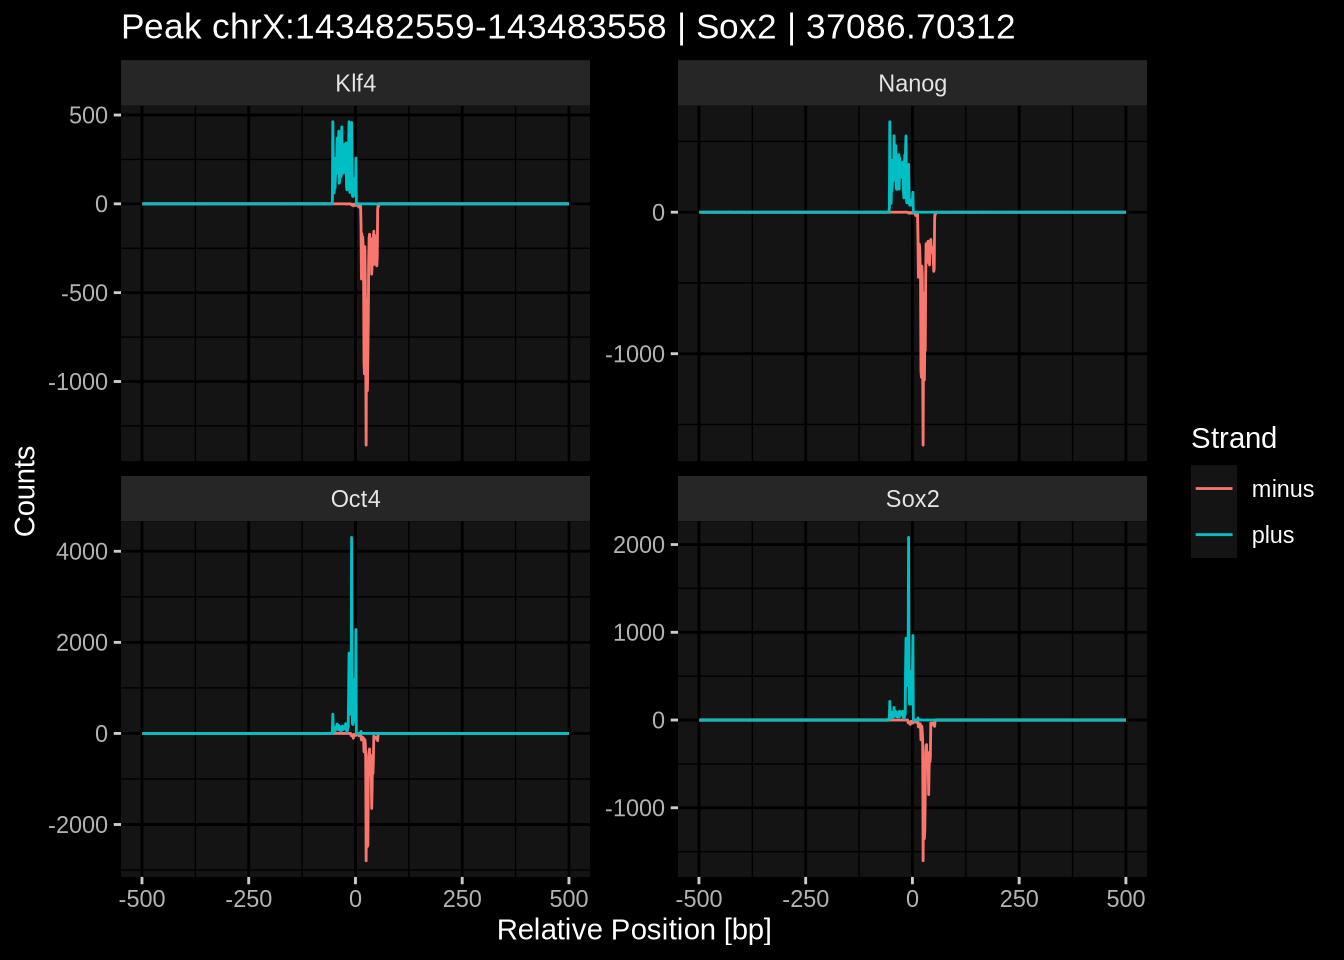 Peak chrX:143482559-143483558 | Sox2 | 37086.70312
Klf4
Nanog
500
0
-500
-1000
0
-1000
Counts
Oct4
Sox2
4000
2000
0
-2000
2000
1000
0
-1000
-500 -250 0 250 500
-500 -250 0 250 500
Relative Position [bp]
Strand
minus
plus